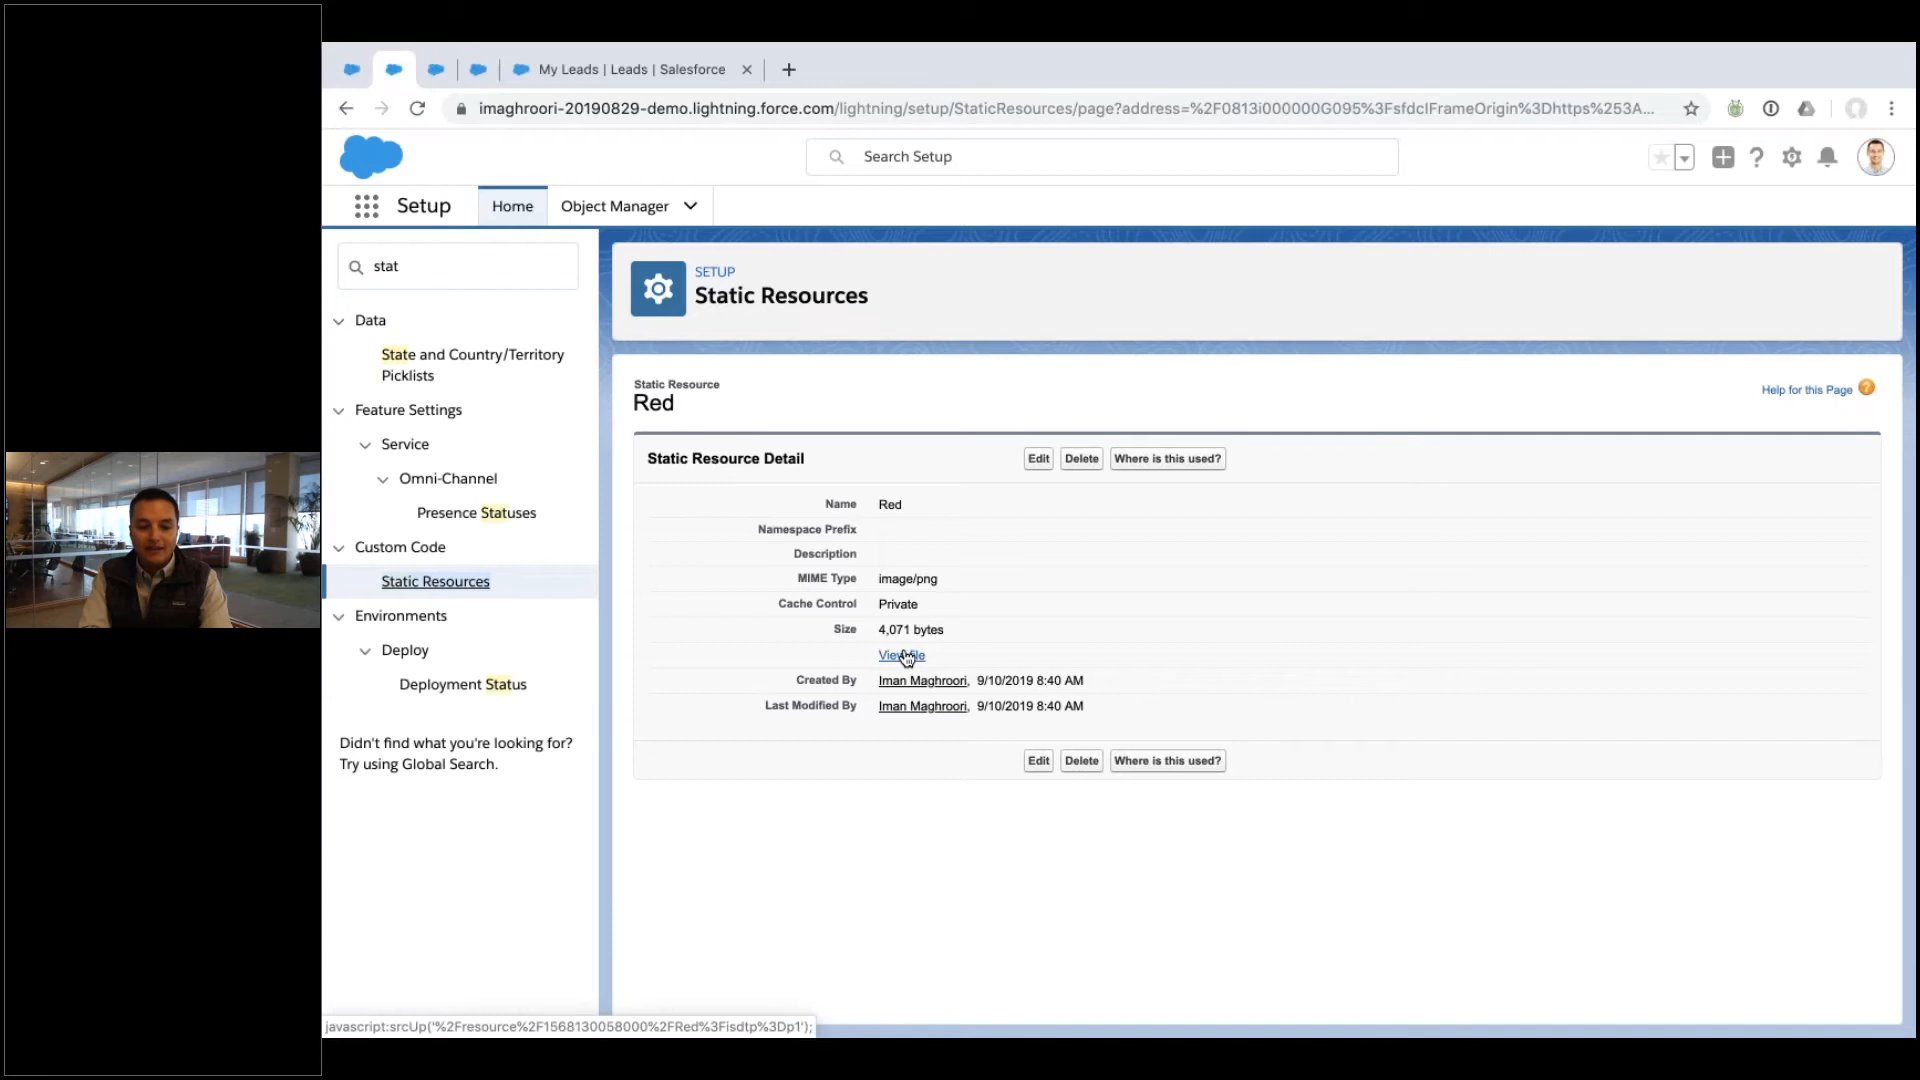 My Leads | Leads | Salesforce
imaghroori-20190829-demo.lightning.force.com/lightning/setup/StaticResources/page?address=%2F0813i000000G095%3FsfdcIFrameOrigin%3Dhttps%253A...
Search Setup
Setup
Home
Object Manager
stat
Data
State and Country/Territory
Picklists
Feature Settings
Service
Omni-Channel
Presence Statuses
Custom Code
Static Resources
Environments
Deploy
Deployment Status
Didn't find what you're looking for?
Try using Global Search.
SETUP
Static Resources
Static Resource
Red
Help for this Page
Static Resource Detail
Edit Delete Where is this used?
Name Red
Namespace Prefix
Description
MIME Type image/png
Cache Control Private
Size 4,071 bytes
Created By Iman Maghroori, 9/10/2019 8:40 AM
Last Modified By Iman Maghroori, 9/10/2019 8:40 AM
Edit Delete Where is this used?
javascript:srcUp('%2Fresource%2F1568130058000%2FRed%3Fisdtp%3Dp1');